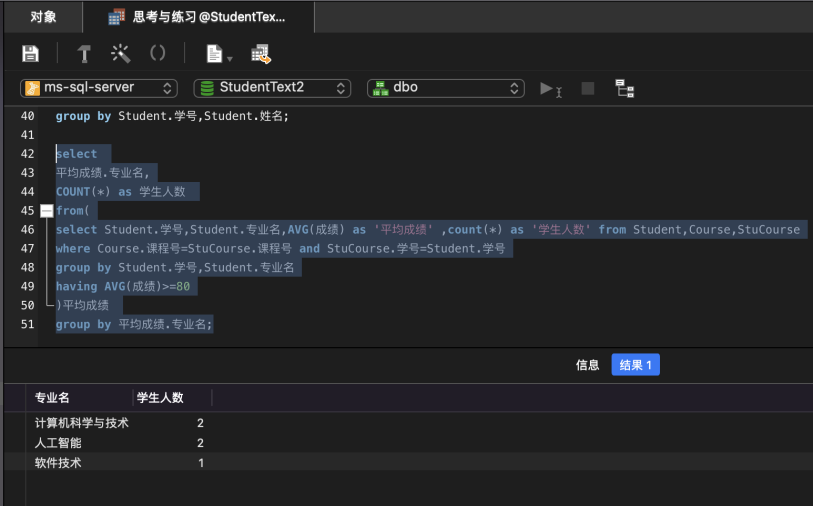 对象
思考与练习@StudentTex...
ms-sql-server
StudentText2
dbo
40 group by Student.学号,Student.姓名;
41
42 select
43 平均成绩.专业名,
44 COUNT(*) as 学生人数
45 from(
46 select Student.学号,Student.专业名,AVG(成绩) as '平均成绩' ,count(*) as '学生人数' from Student,Course,StuCourse
47 where Course.课程号=StuCourse.课程号 and StuCourse.学号=Student.学号
48 group by Student.学号,Student.专业名
49 having AVG(成绩)>=80
50 )平均成绩
51 group by 平均成绩.专业名;
信息 结果 1
专业名 学生人数
计算机科学与技术 2
人工智能 2
软件技术 1